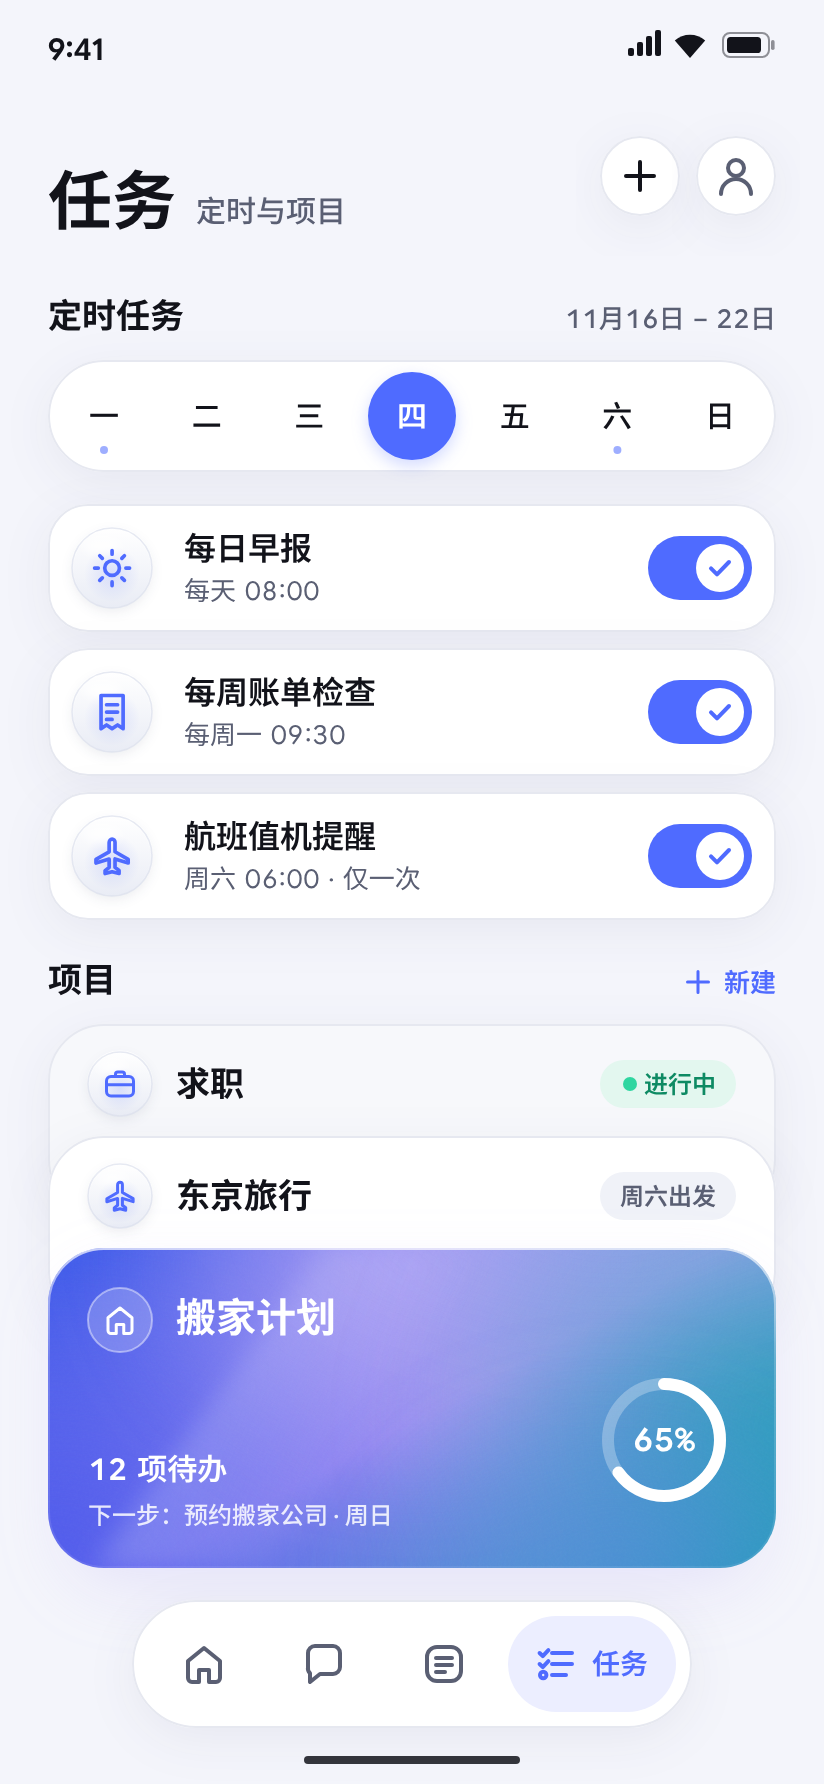 9:41
任务 定时与项目
定时任务 11月16日 – 22日
一 二 三 四 五 六 日
每日早报
每天 08:00
每周账单检查
每周一 09:30
航班值机提醒
周六 06:00 · 仅一次
项目 新建
求职 进行中
东京旅行 周六出发
搬家计划
65%
12 项待办
下一步：预约搬家公司 · 周日
任务